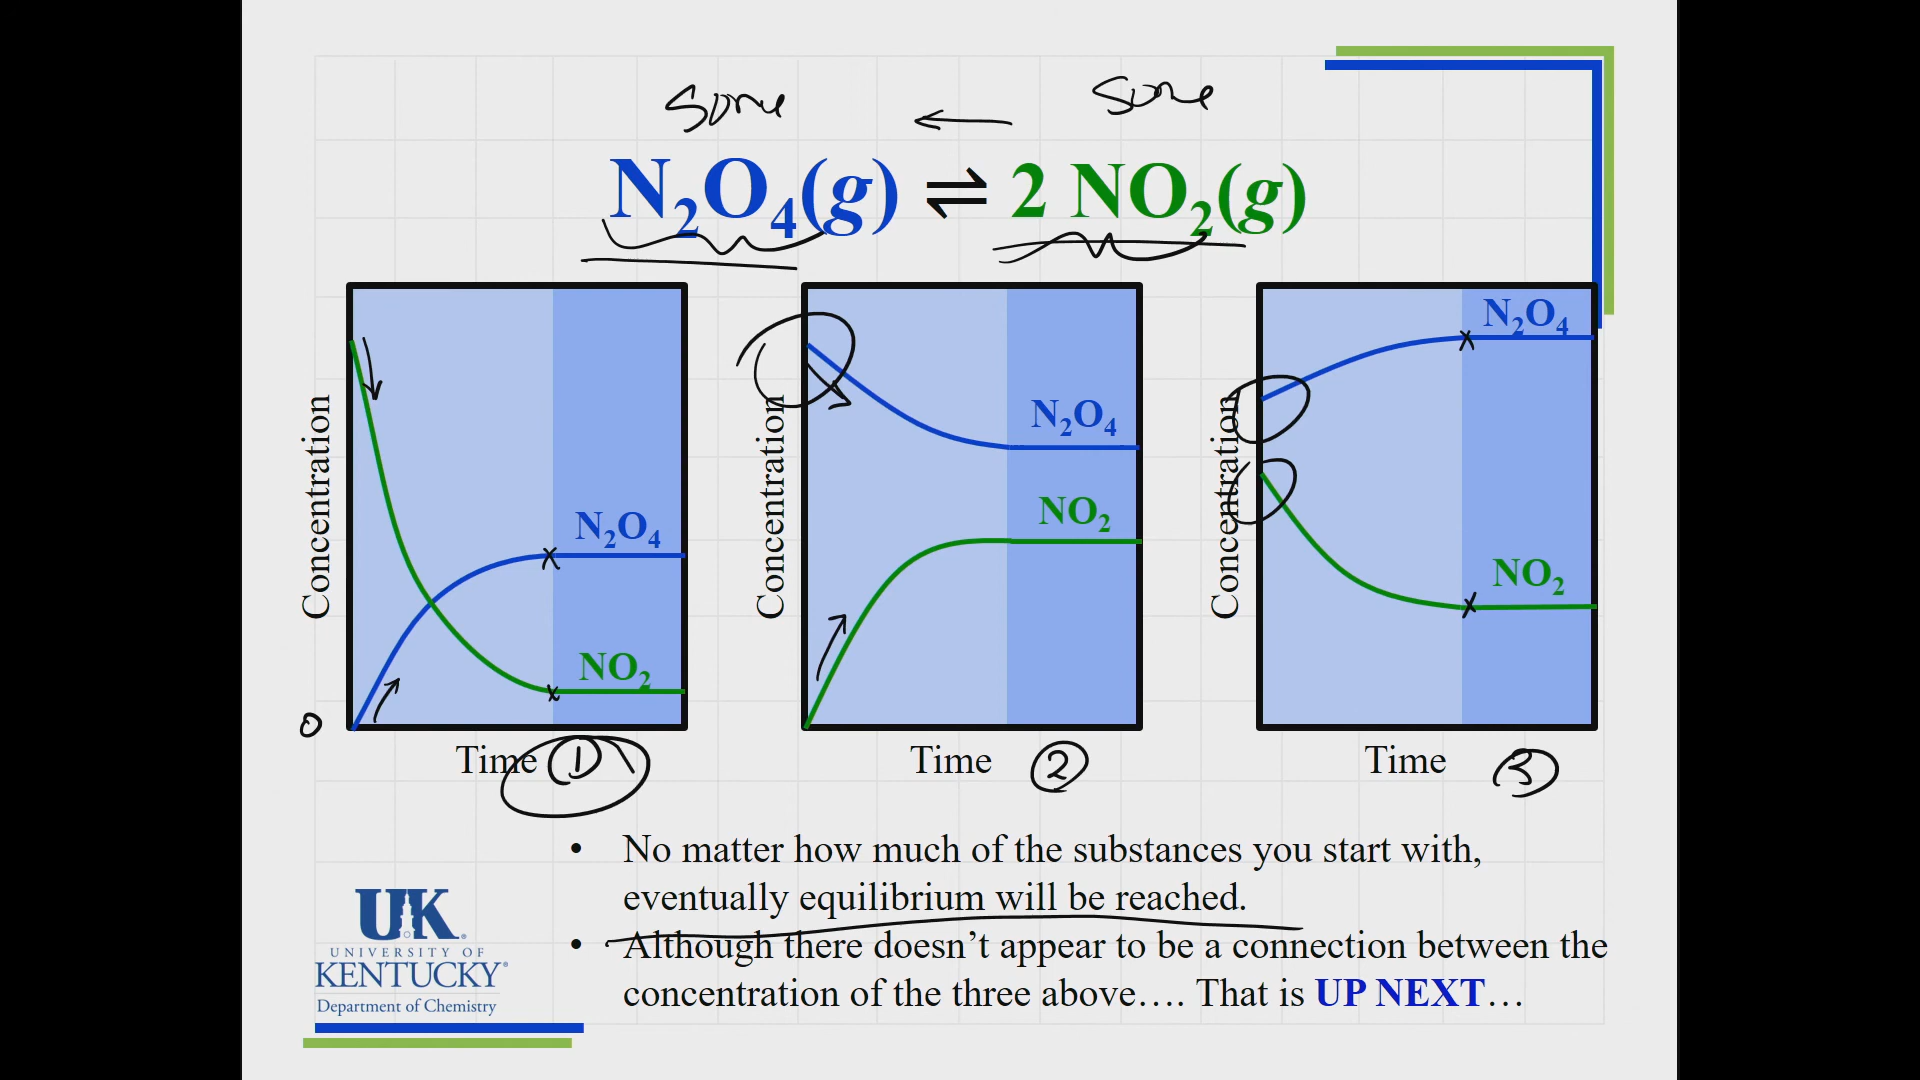 some some
←
N₂O₄(g) ⇌ 2 NO₂(g)
Concentration
N₂O₄
NO₂
0
Time ①
Concentration
N₂O₄
NO₂
Time ②
Concentration
N₂O₄
NO₂
Time ③
• No matter how much of the substances you start with,
eventually equilibrium will be reached.
• Although there doesn’t appear to be a connection between the
concentration of the three above…. That is UP NEXT…
UK
UNIVERSITY OF
KENTUCKY®
Department of Chemistry